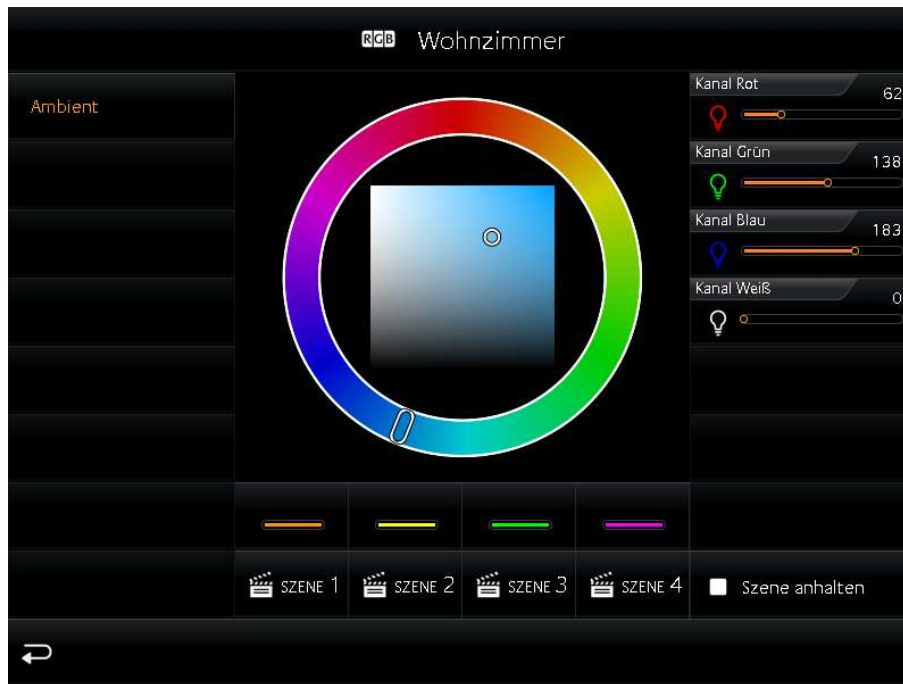 RGB Wohnzimmer
Ambient
Kanal Rot 62
Kanal Grün 138
Kanal Blau 183
Kanal Weiß 0
SZENE 1 SZENE 2 SZENE 3 SZENE 4 Szene anhalten